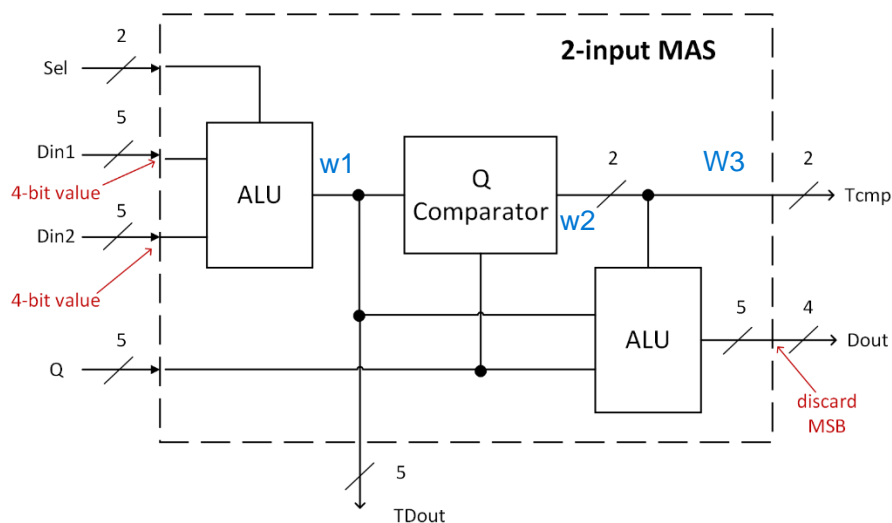 2-input MAS
2
Sel
5
Din1
4-bit value
ALU
w1
Q
Comparator
2
w2
W3
2
Tcmp
5
Din2
4-bit value
5
Q
ALU
5
4
Dout
discard
MSB
5
TDout